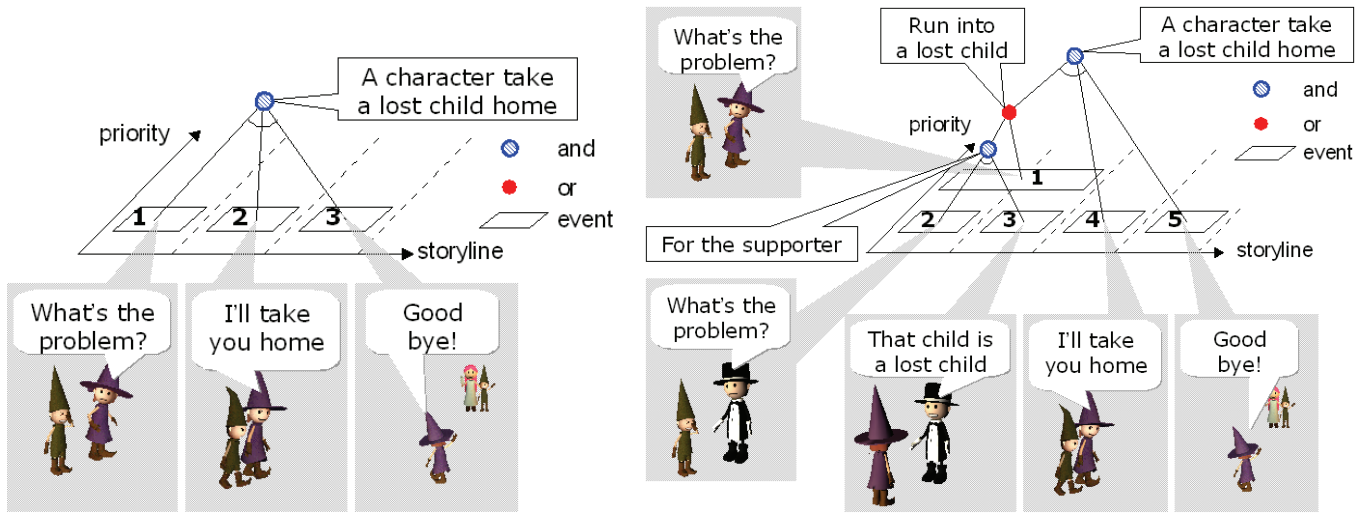 A character take
a lost child home
priority
and
or
event
1
2
3
storyline
What's the
problem?
I'll take
you home
Good
bye!
What's the
problem?
Run into
a lost child
A character take
a lost child home
and
or
event
priority
1
2
3
4
5
For the supporter
storyline
What's the
problem?
That child is
a lost child
I'll take
you home
Good
bye!